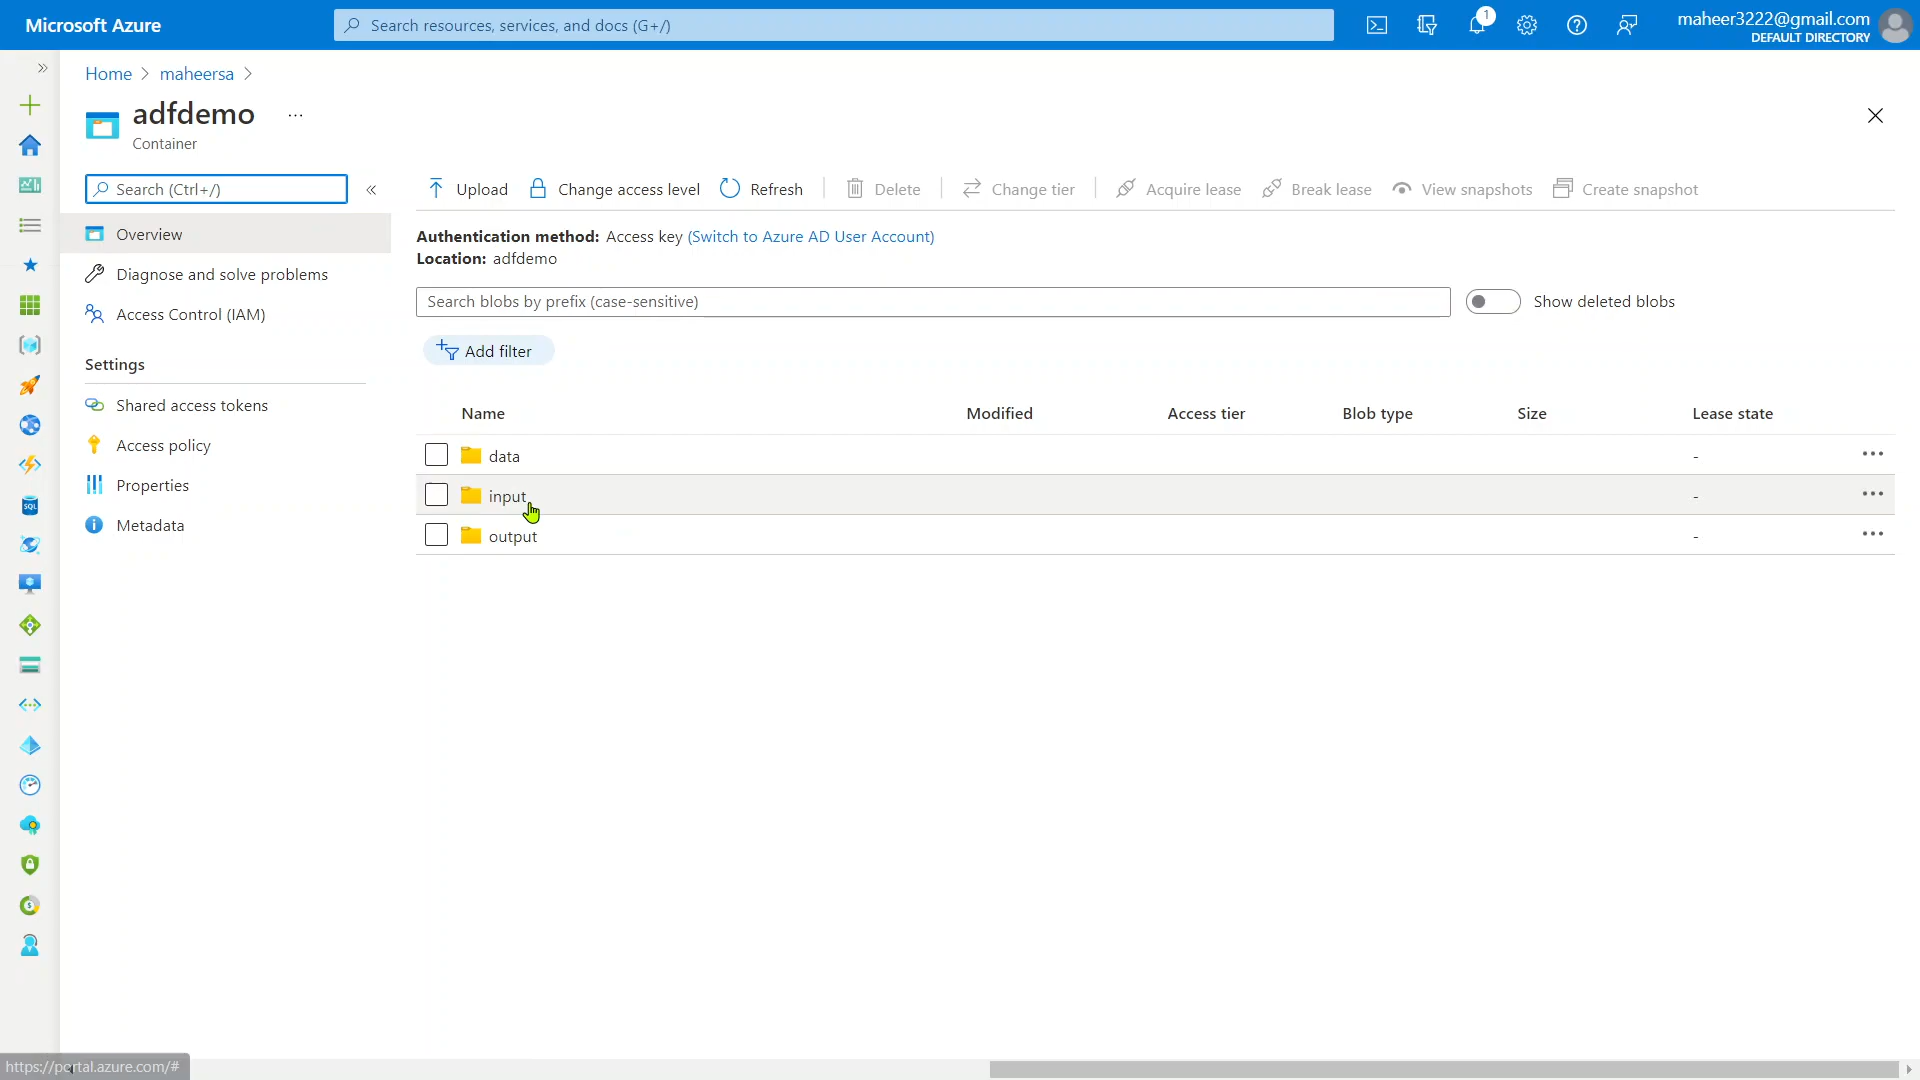 Microsoft Azure
Search resources, services, and docs (G+/)
1
maheer3222@gmail.com
DEFAULT DIRECTORY
Home > maheersa >
adfdemo ...
Container
Search (Ctrl+/)
Overview
Diagnose and solve problems
Access Control (IAM)
Settings
Shared access tokens
Access policy
Properties
Metadata
Upload Change access level Refresh Delete Change tier Acquire lease Break lease View snapshots Create snapshot
Authentication method: Access key (Switch to Azure AD User Account)
Location: adfdemo
Search blobs by prefix (case-sensitive)
Show deleted blobs
Add filter
Name Modified Access tier Blob type Size Lease state
data -
input -
output -
https://portal.azure.com/#